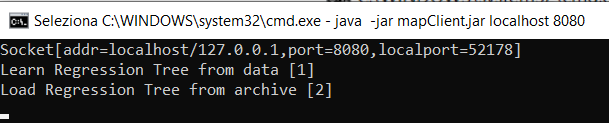 Seleziona C:\WINDOWS\system32\cmd.exe - java -jar mapClient.jar localhost 8080
Socket[addr=localhost/127.0.0.1,port=8080,localport=52178]
Learn Regression Tree from data [1]
Load Regression Tree from archive [2]